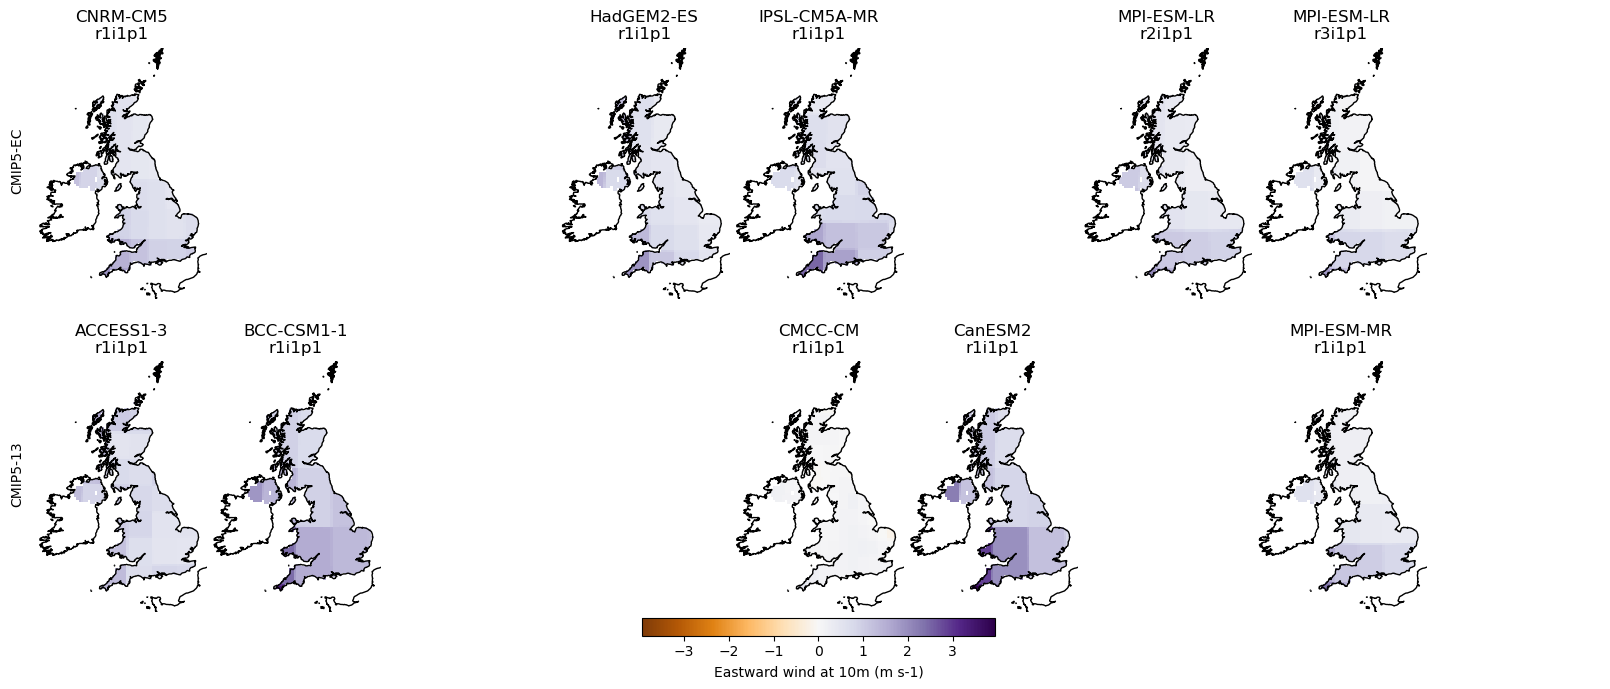 CNRM-CM5
r1i1p1
HadGEM2-ES
r1i1p1
IPSL-CM5A-MR
r1i1p1
MPI-ESM-LR
r2i1p1
MPI-ESM-LR
r3i1p1
CMIP5-EC
ACCESS1-3
r1i1p1
BCC-CSM1-1
r1i1p1
CMCC-CM
r1i1p1
CanESM2
r1i1p1
MPI-ESM-MR
r1i1p1
CMIP5-13
−3 −2 −1 0 1 2 3
Eastward wind at 10m (m s-1)